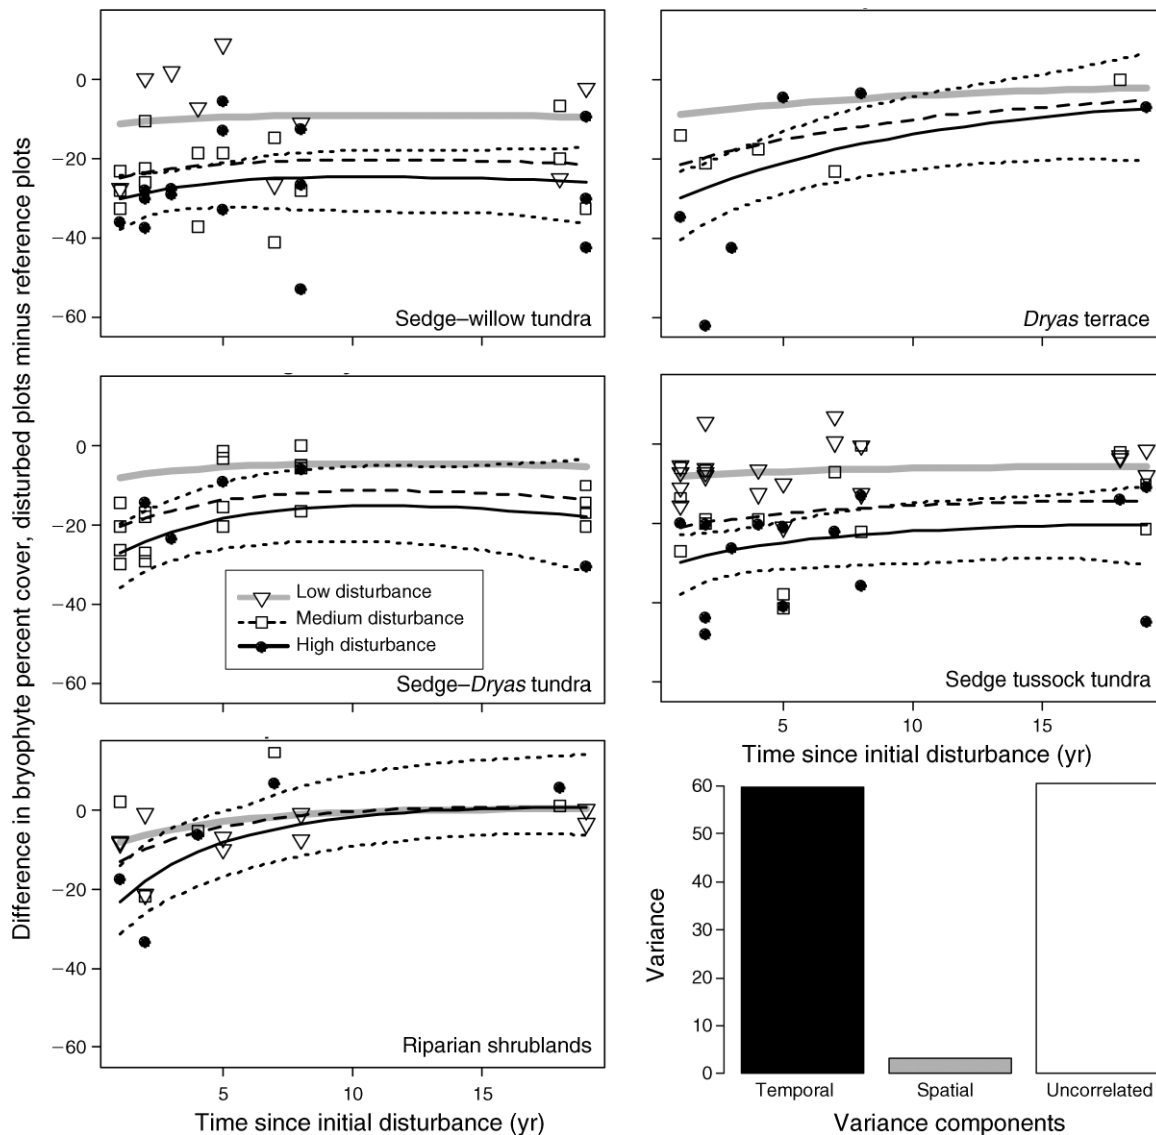 Difference in bryophyte percent cover, disturbed plots minus reference plots
0
−20
−40
−60
Sedge–willow tundra
Dryas terrace
0
−20
−40
−60
Low disturbance
Medium disturbance
High disturbance
Sedge–Dryas tundra
Sedge tussock tundra
5
10
15
Time since initial disturbance (yr)
0
−20
−40
−60
Riparian shrublands
5
10
15
Time since initial disturbance (yr)
Variance
60
50
40
30
20
10
0
Temporal
Spatial
Uncorrelated
Variance components